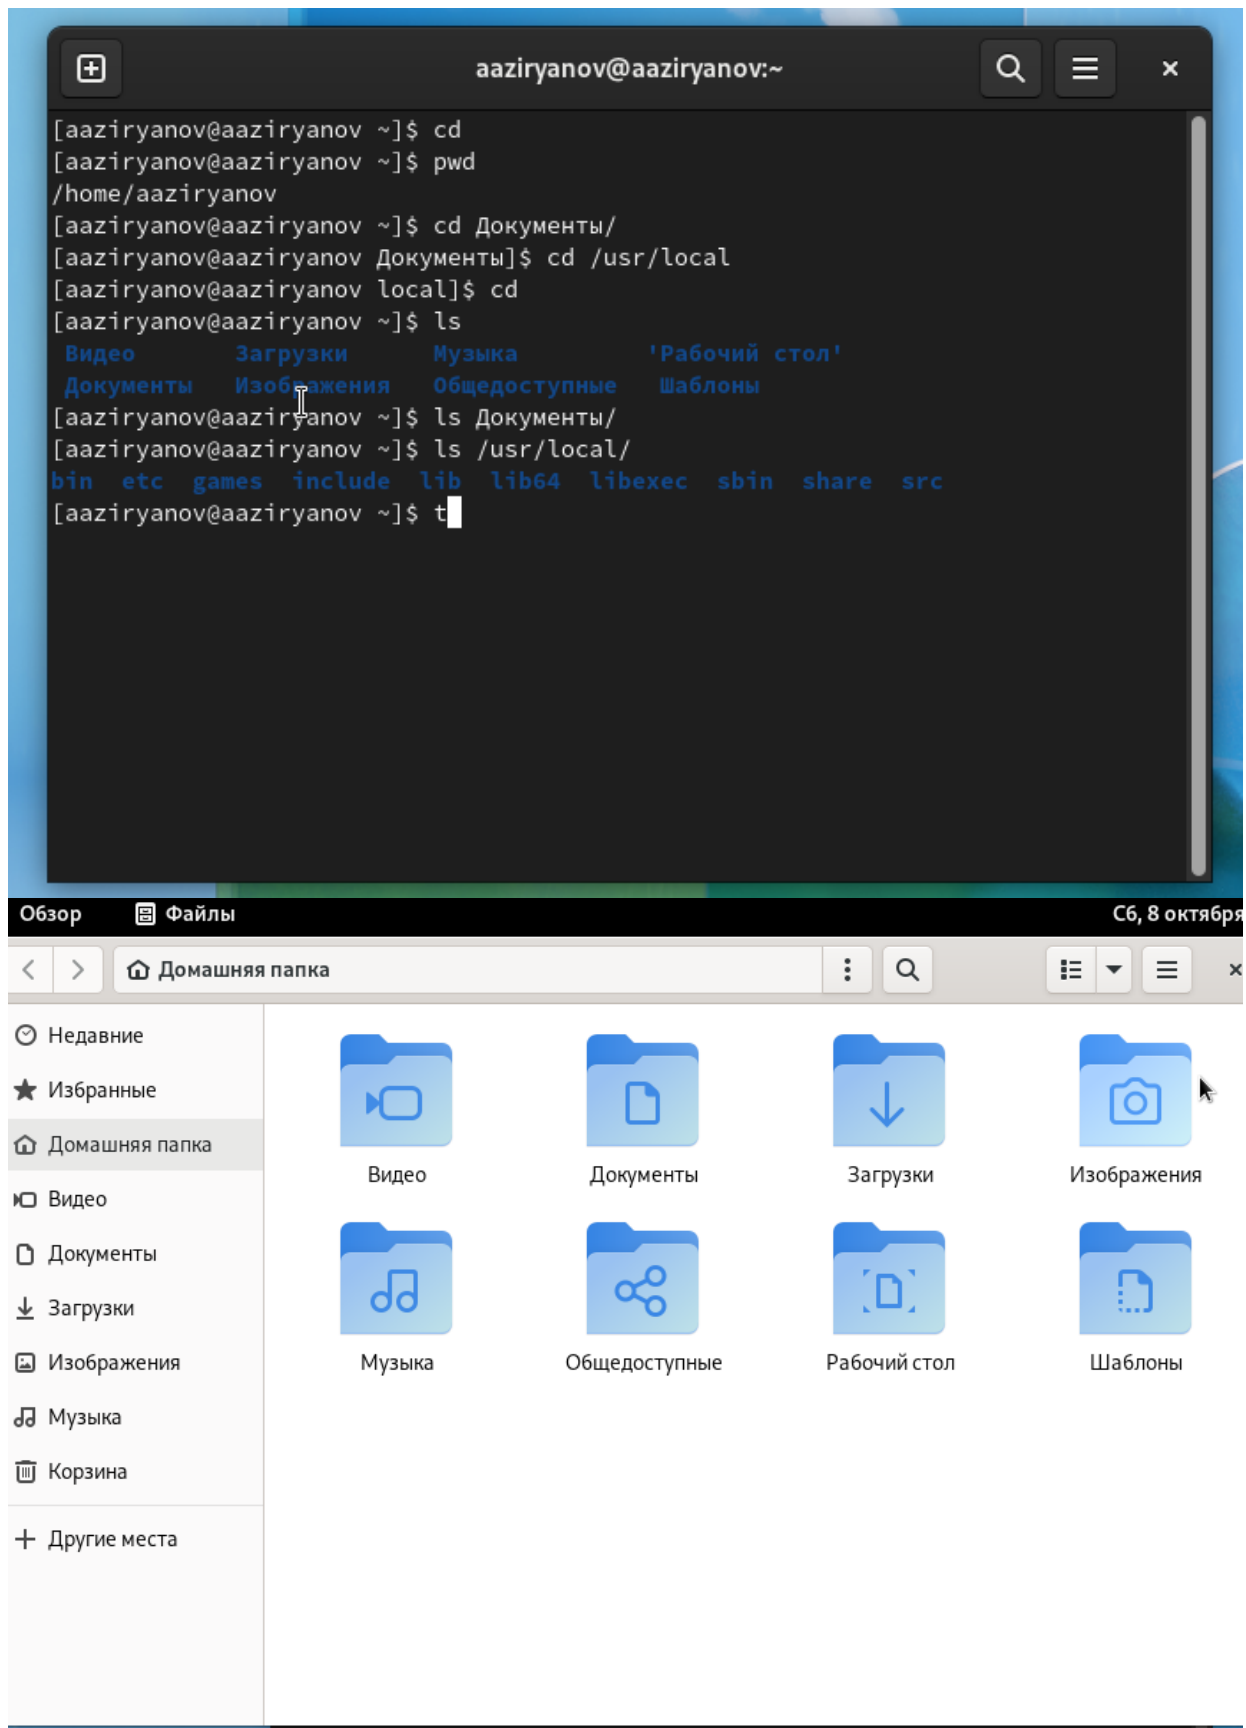 aaziryanov@aaziryanov:~
[aaziryanov@aaziryanov ~]$ cd
[aaziryanov@aaziryanov ~]$ pwd
/home/aaziryanov
[aaziryanov@aaziryanov ~]$ cd Документы/
[aaziryanov@aaziryanov Документы]$ cd /usr/local
[aaziryanov@aaziryanov local]$ cd
[aaziryanov@aaziryanov ~]$ ls
Видео Загрузки Музыка 'Рабочий стол'
Документы Изображения Общедоступные Шаблоны
[aaziryanov@aaziryanov ~]$ ls Документы/
[aaziryanov@aaziryanov ~]$ ls /usr/local/
bin etc games include lib lib64 libexec sbin share src
[aaziryanov@aaziryanov ~]$ t
Обзор Файлы Сб, 8 октября
Домашняя папка
Недавние
Избранные
Домашняя папка
Видео
Документы
Загрузки
Изображения
Музыка
Корзина
Другие места
Видео Документы Загрузки Изображения
Музыка Общедоступные Рабочий стол Шаблоны